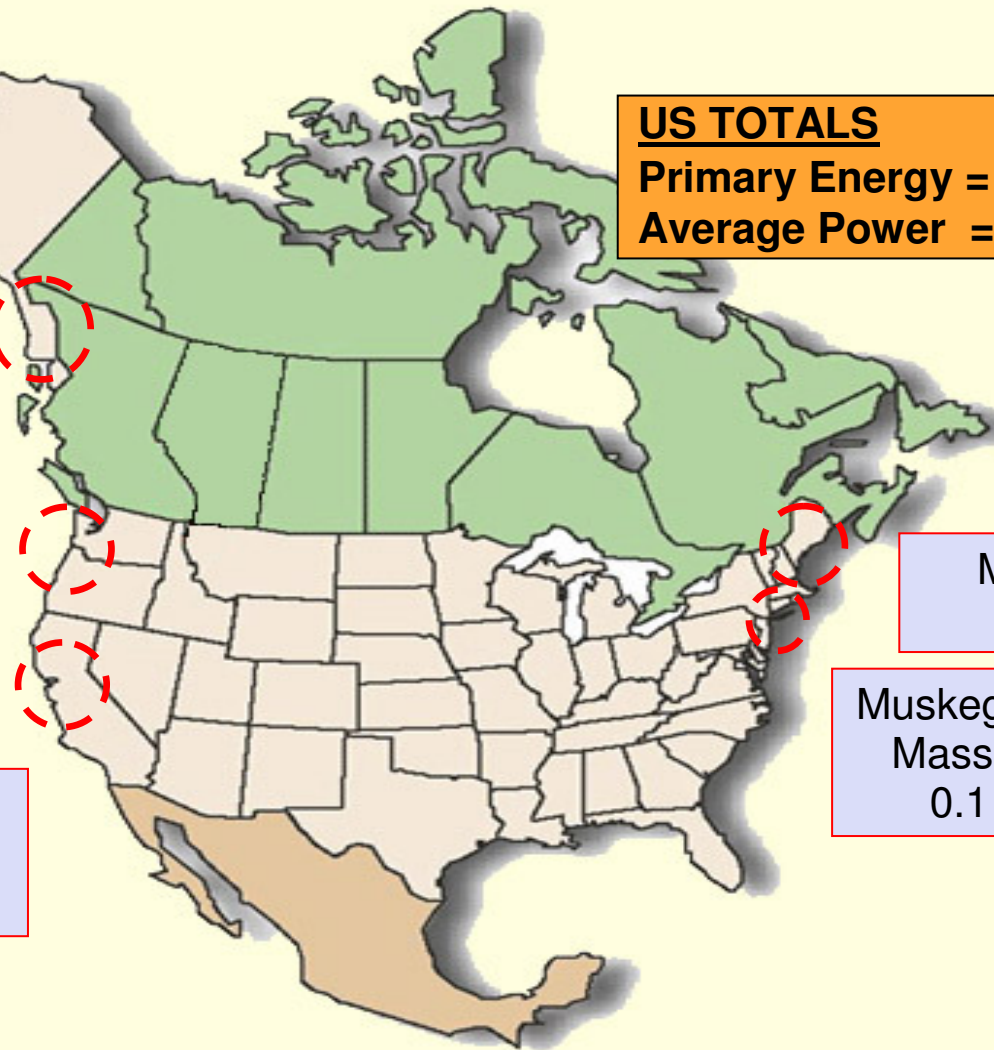 US TOTALS
Primary Energy =
Average Power =
M
Muskeg
Mass
0.1